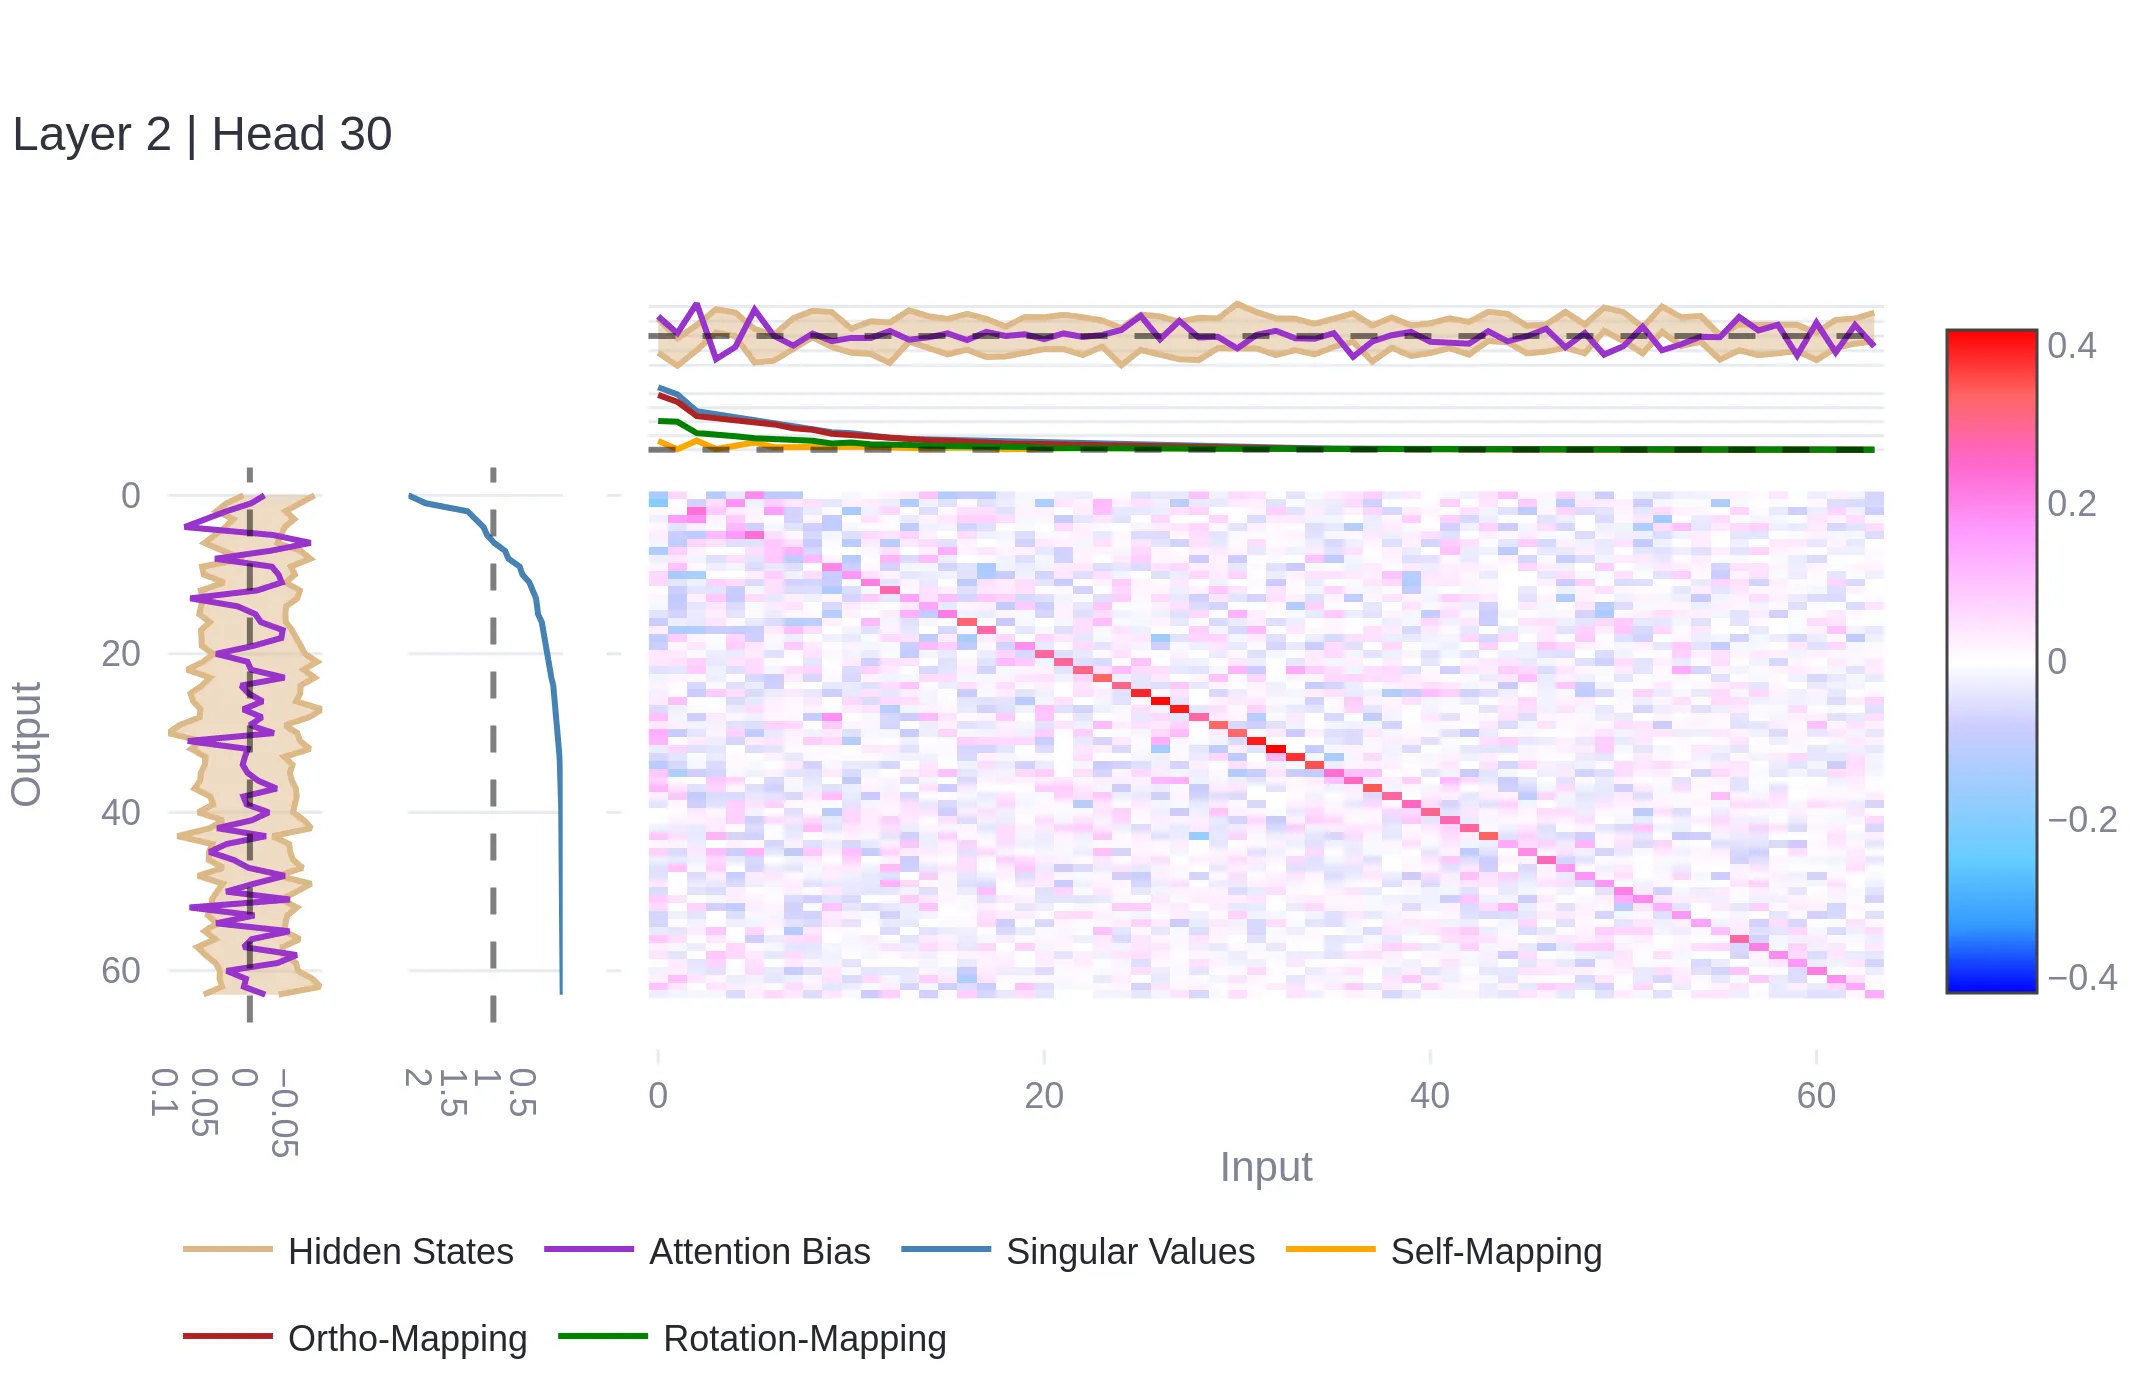 Layer 2 | Head 30
0.4
0.2
0
−0.2
−0.4
0
20
40
60
Output
0.1
0.05
0
−0.05
2
1.5
1
0.5
0
20
40
60
Input
Hidden States
Attention Bias
Singular Values
Self-Mapping
Ortho-Mapping
Rotation-Mapping